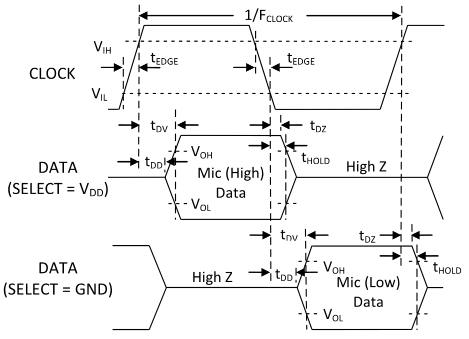 1/FCLOCK
VIH
tEDGE
tEDGE
CLOCK
VIL
tDV
tDZ
VOH
tDD
tHOLD
DATA
(SELECT = VDD)
Mic (High)
Data
High Z
VOL
tDV
tDZ
DATA
(SELECT = GND)
High Z
tDD
VOH
tHOLD
Mic (Low)
Data
VOL